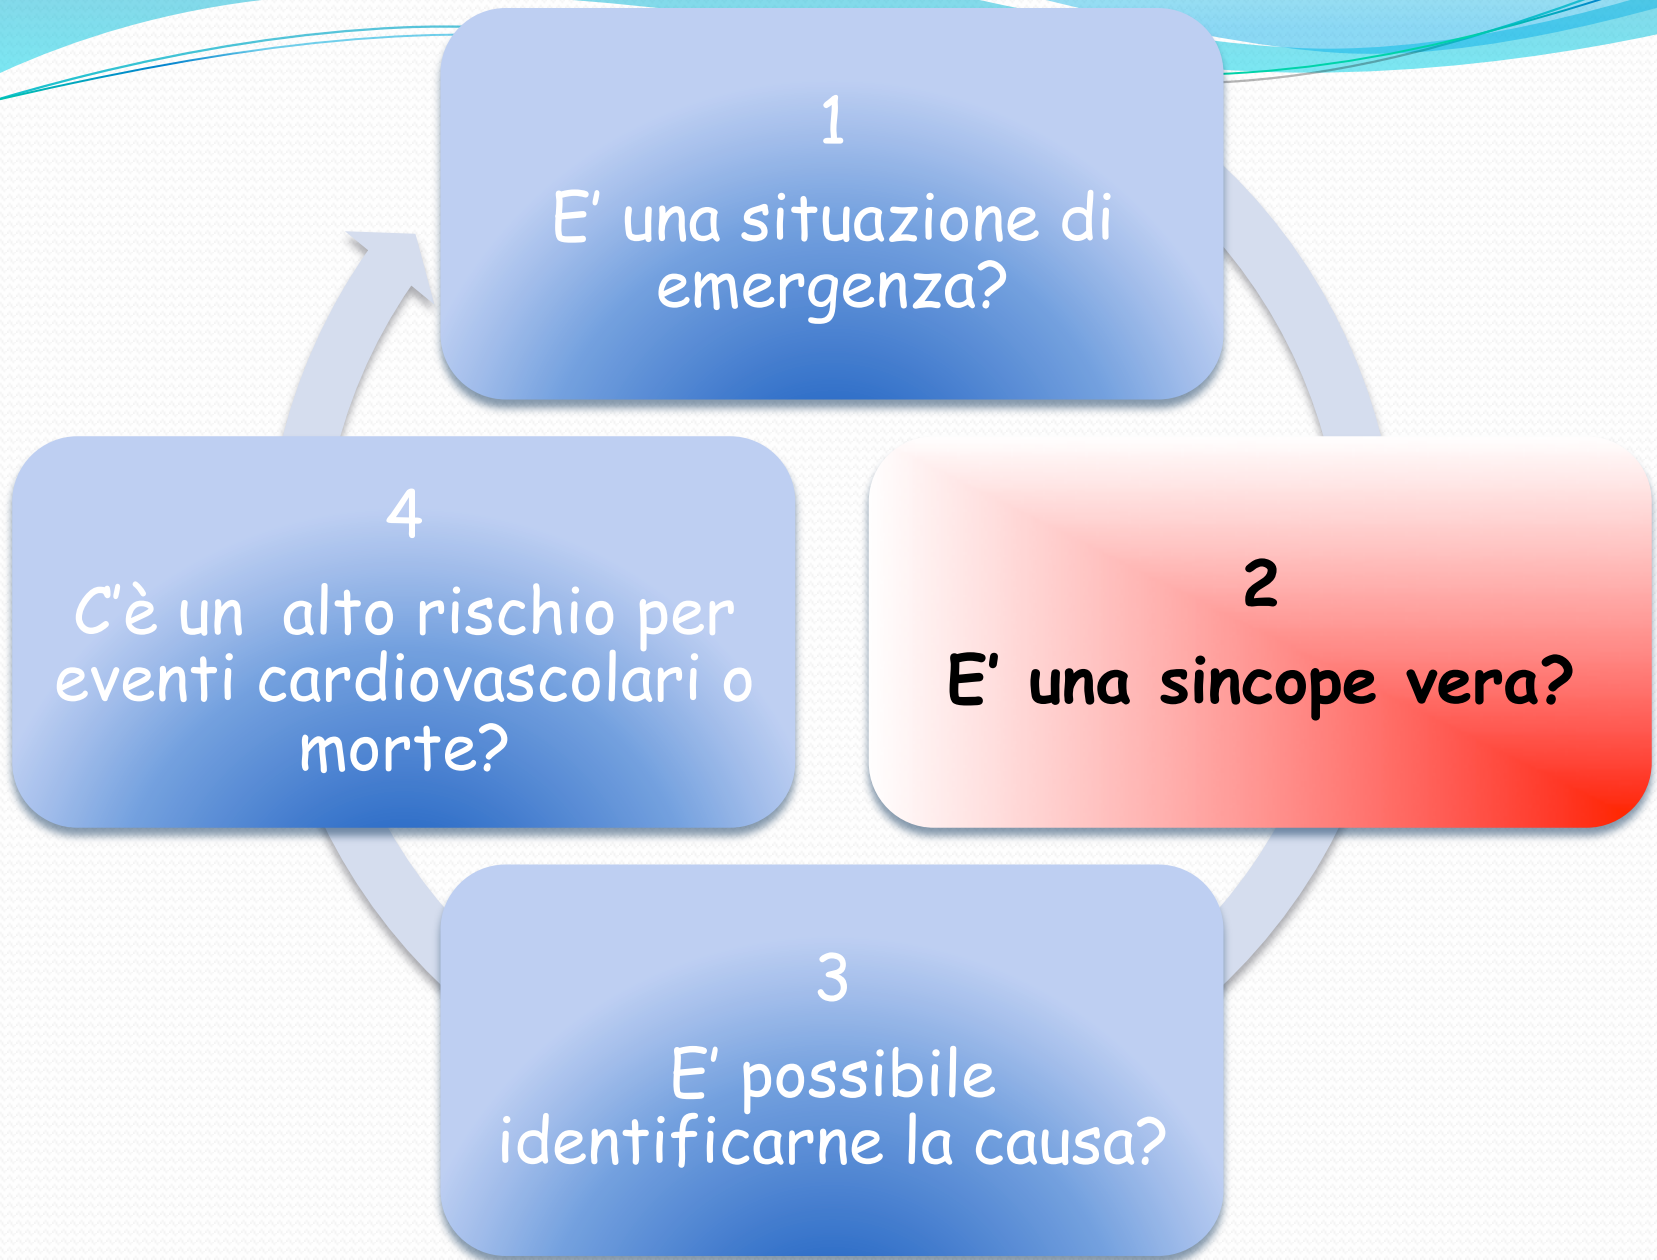 1
E’ una situazione di
emergenza?
2
E’ una sincope vera?
3
E’ possibile
identificarne la causa?
4
C’è un  alto rischio per
eventi cardiovascolari o
morte?